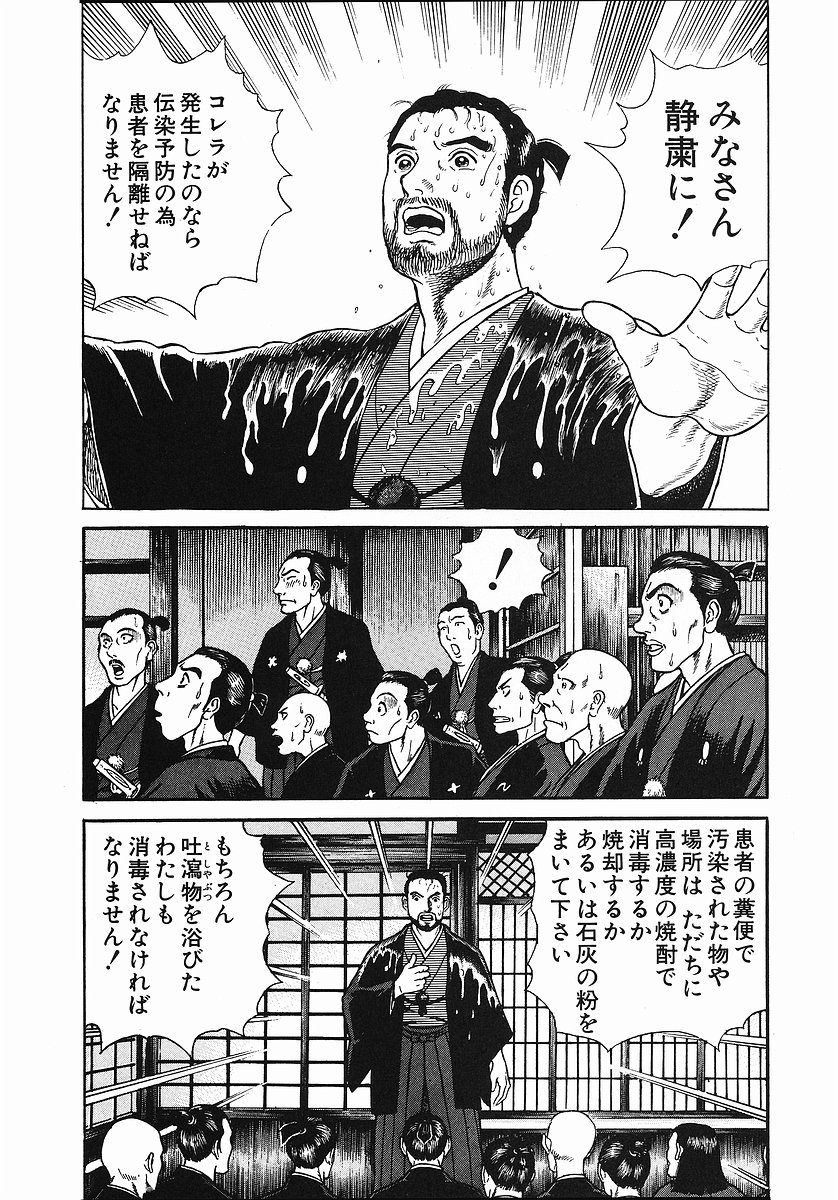 みなさん
静粛に！
コレラが
発生したのなら
伝染予防の為
患者を隔離せねば
なりません！
！
患者の糞便で
汚染された物や
場所は ただちに
高濃度の焼酎で
消毒するか
焼却するか
あるいは石灰の粉を
まいて下さい
もちろん
吐瀉物を浴びた
としゃぶつ
わたしも
消毒されなければ
なりません！